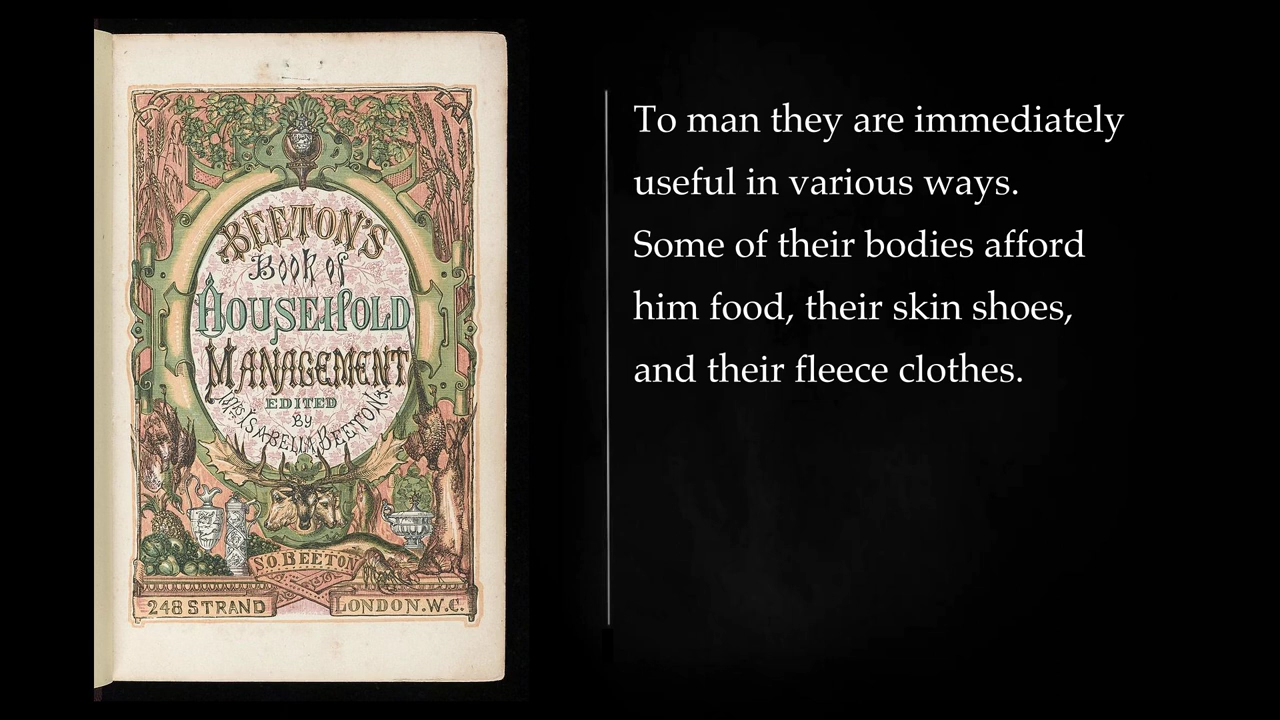 BEETON'S
Book of
HOUSEHOLD
MANAGEMENT
EDITED
By
MRS ISABELLA BEETON
S.O. BEETON
248 STRAND
LONDON. W.C.
To man they are immediately
useful in various ways.
Some of their bodies afford
him food, their skin shoes,
and their fleece clothes.